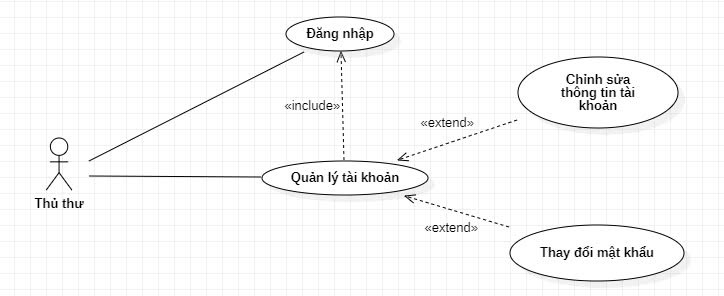 Đăng nhập
«include»
Chỉnh sửa
thông tin tài
khoản
«extend»
Thủ thư
Quản lý tài khoản
«extend»
Thay đổi mật khẩu